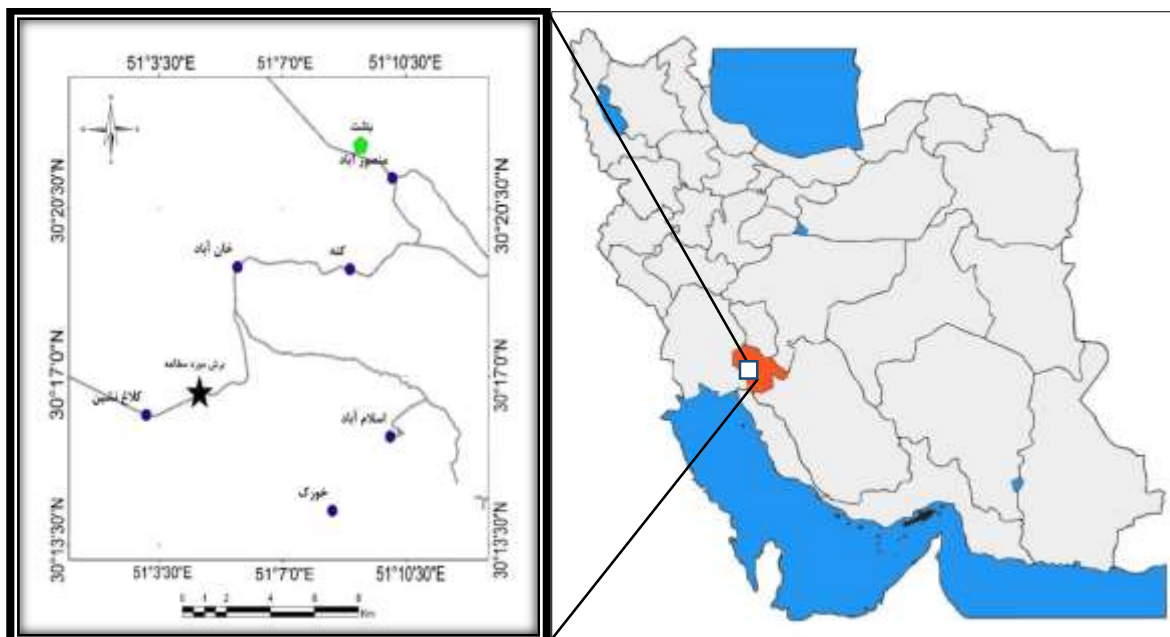 51°3'30"E 51°7'0"E 51°10'30"E
30°20'30"N
30°20'30"N
باشت
منصور آباد
خان آباد
کته
30°17'0"N
30°17'0"N
برش مورد مطالعه
کلاغ نشین
اسلام آباد
خورک
30°13'30"N
30°13'30"N
51°3'30"E 51°7'0"E 51°10'30"E
0 1 2 4 6 8
Km